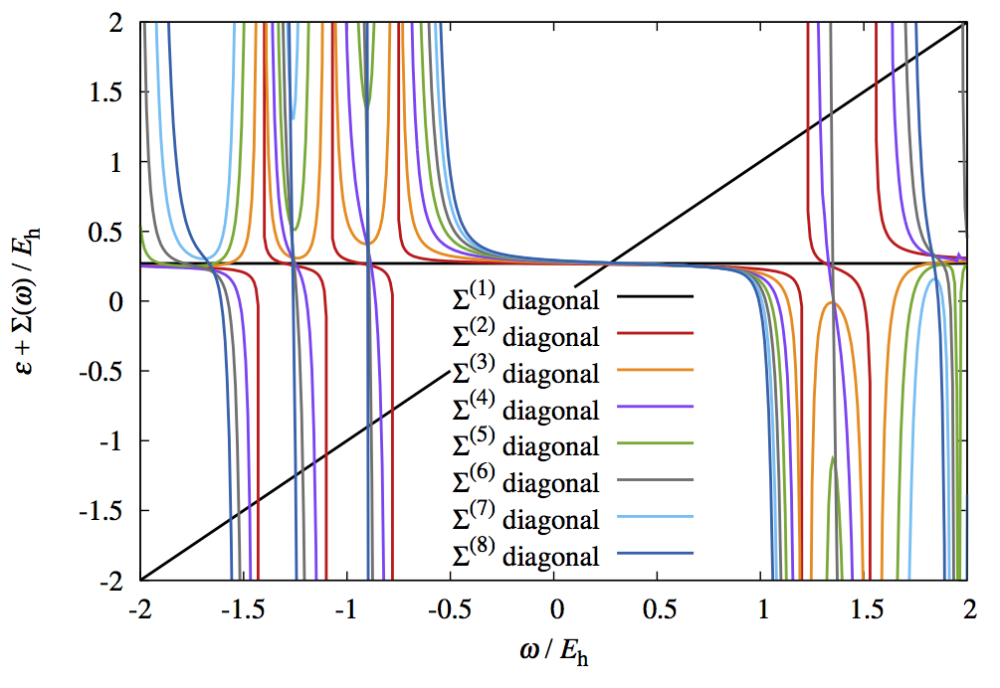 ε + Σ(ω) / Eh
2
1.5
1
0.5
0
-0.5
-1
-1.5
-2
Σ(1) diagonal
Σ(2) diagonal
Σ(3) diagonal
Σ(4) diagonal
Σ(5) diagonal
Σ(6) diagonal
Σ(7) diagonal
Σ(8) diagonal
-2 -1.5 -1 -0.5 0 0.5 1 1.5 2
ω / Eh